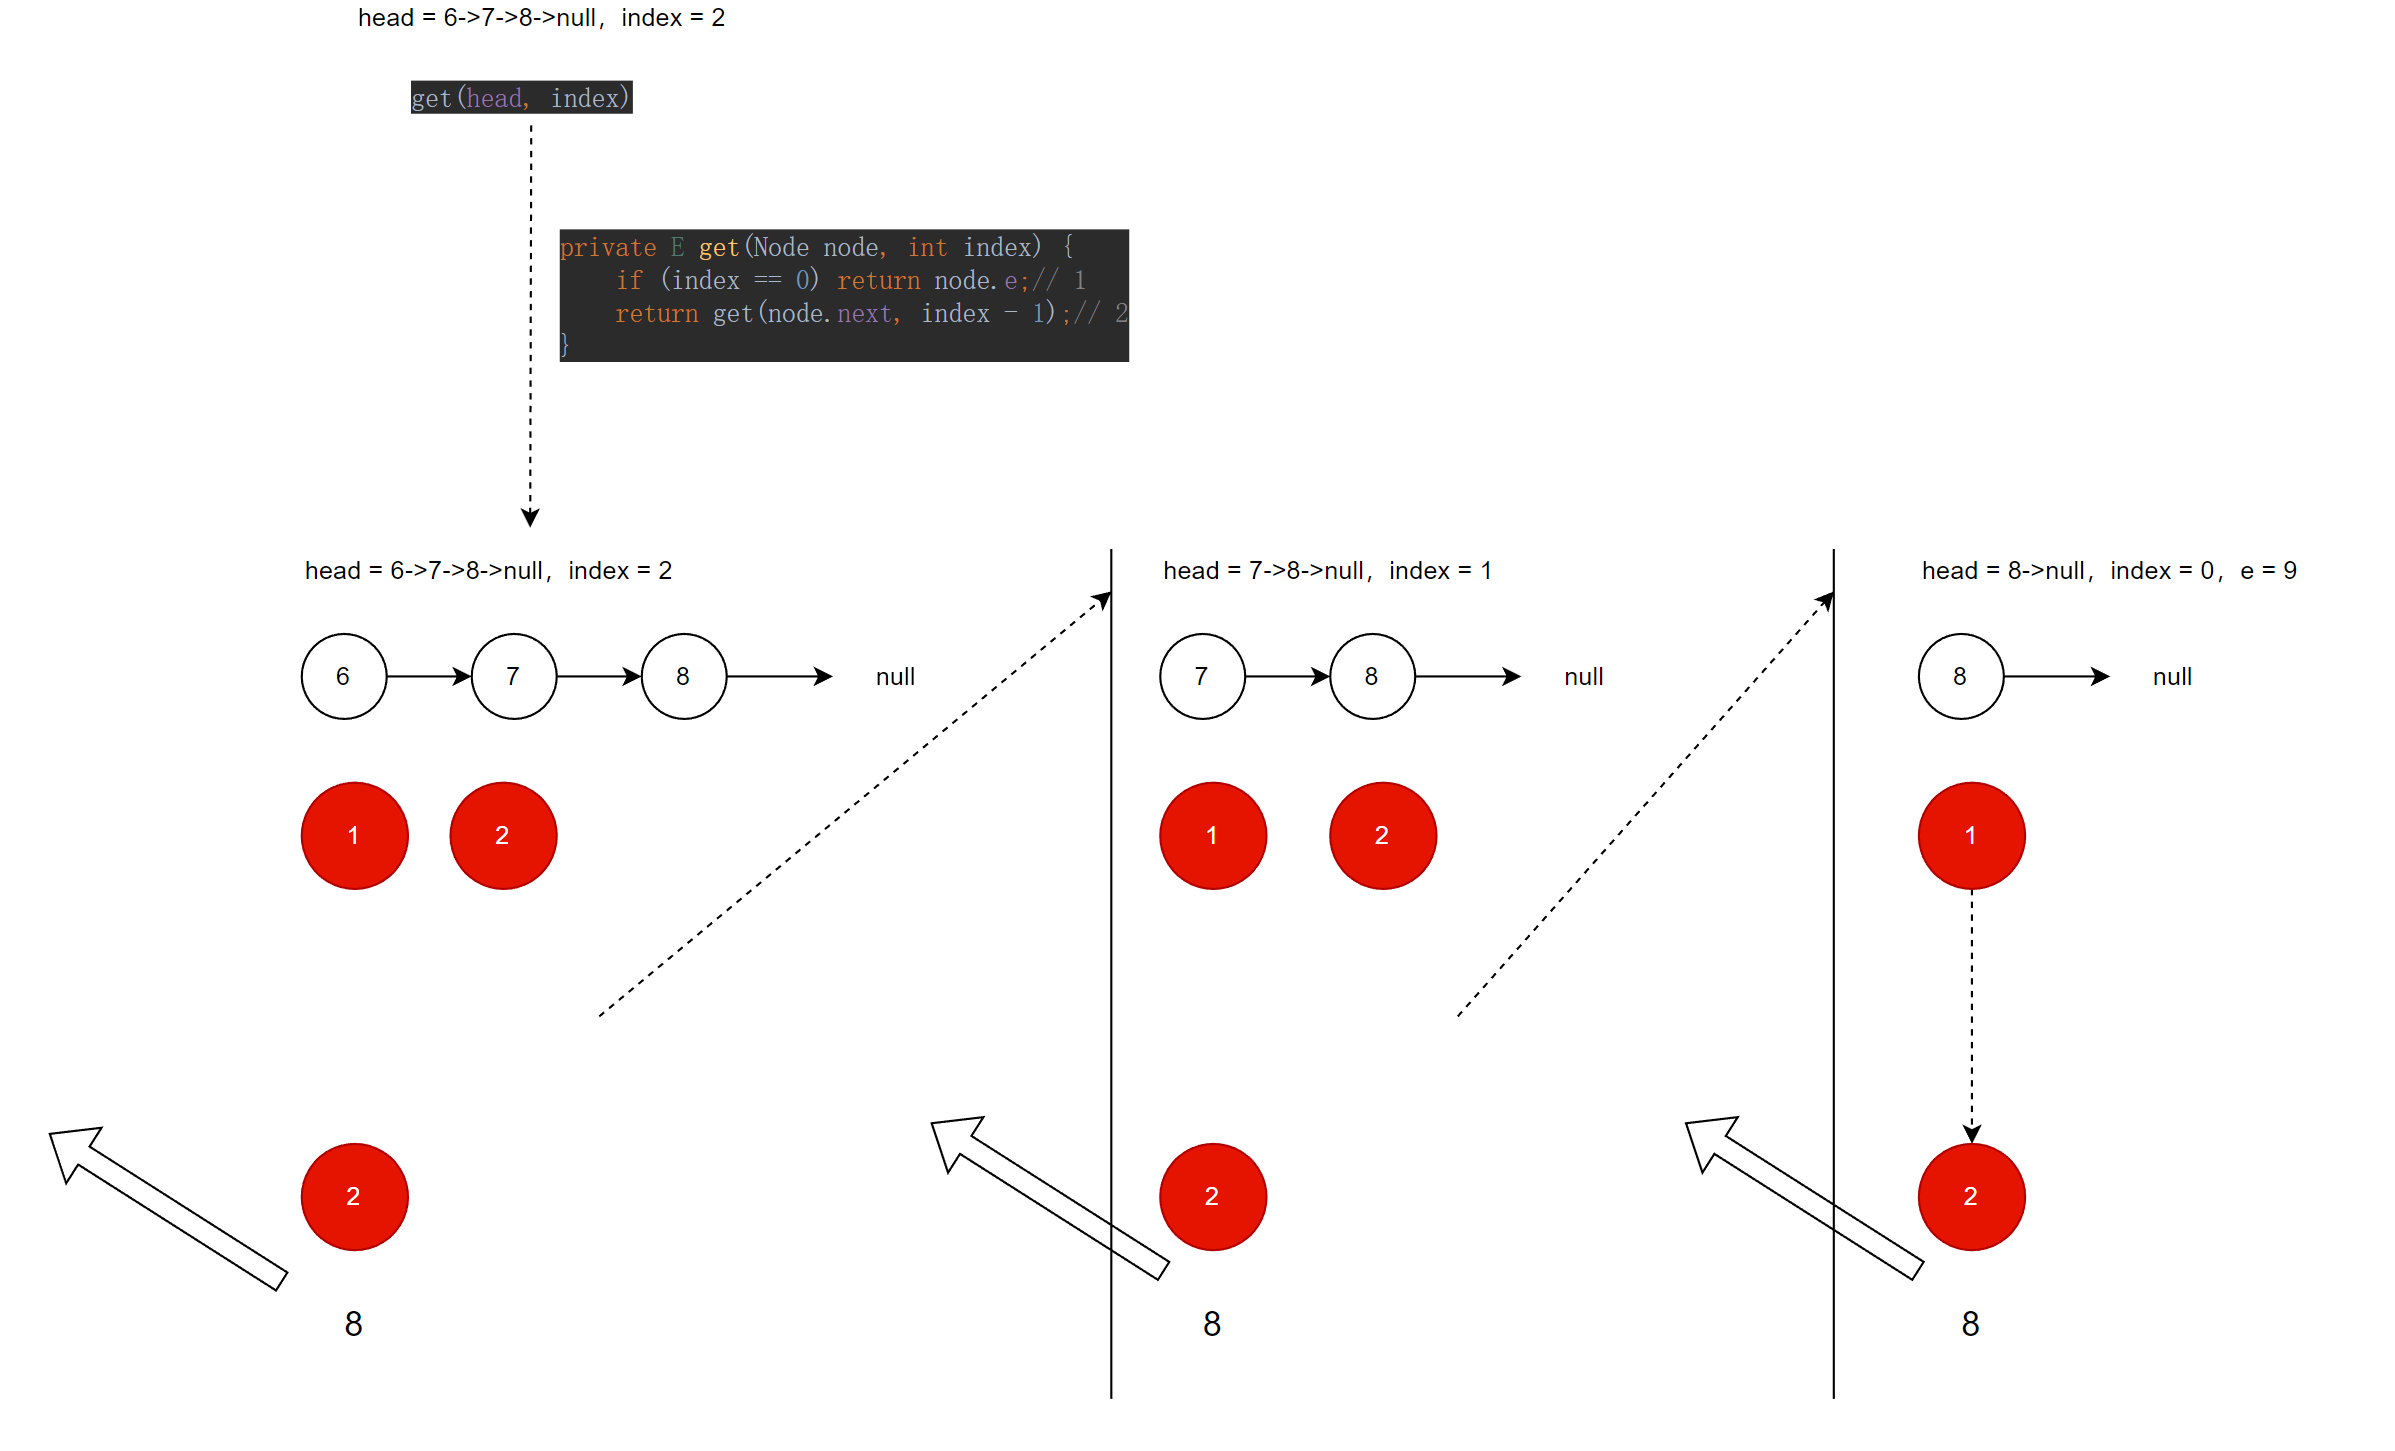 head = 6->7->8->null，index = 2
get(head, index)
private E get(Node node, int index) {
    if (index == 0) return node.e;// 1
    return get(node.next, index - 1);// 2
}
head = 6->7->8->null，index = 2
head = 7->8->null，index = 1
head = 8->null，index = 0，e = 9
6 7 8 null
7 8 null
8 null
1 2
1 2
1
2
2
2
8
8
8